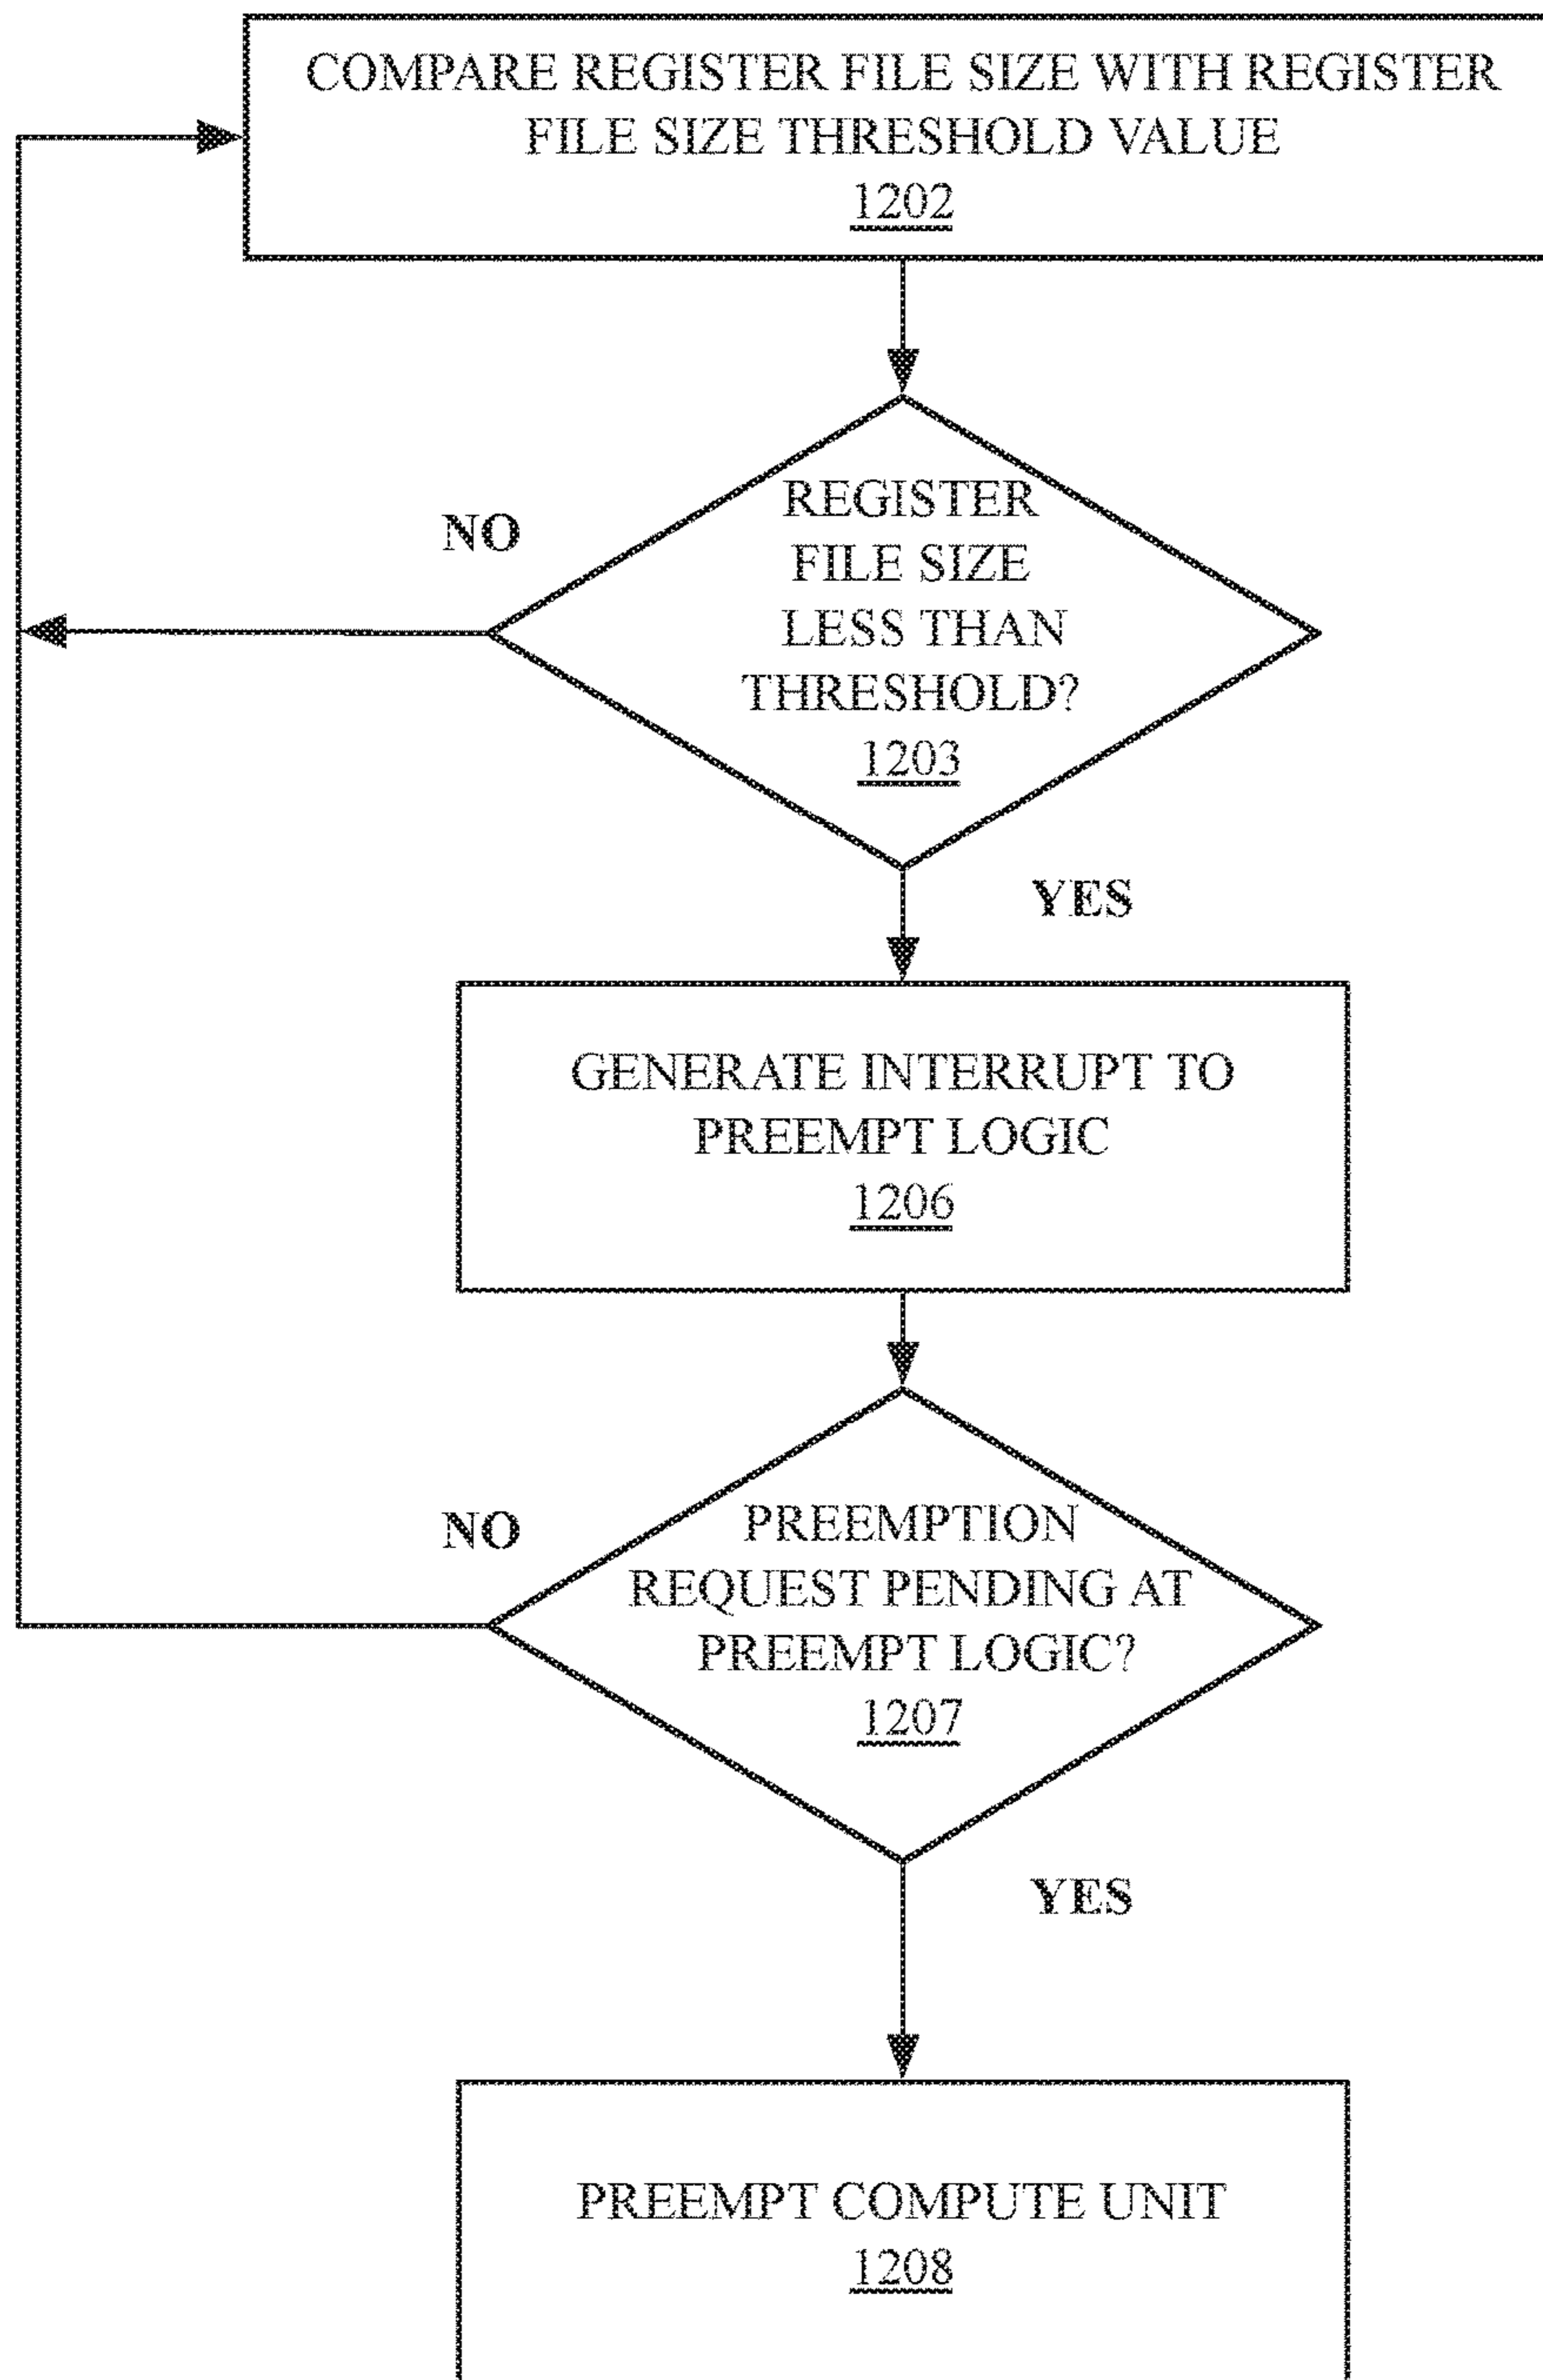 COMPARE REGISTER FILE SIZE WITH REGISTER
FILE SIZE THRESHOLD VALUE
1202
NO
REGISTER
FILE SIZE
LESS THAN
THRESHOLD?
1203
YES
GENERATE INTERRUPT TO
PREEMPT LOGIC
1206
NO
PREEMPTION
REQUEST PENDING AT
PREEMPT LOGIC?
1207
YES
PREEMPT COMPUTE UNIT
1208